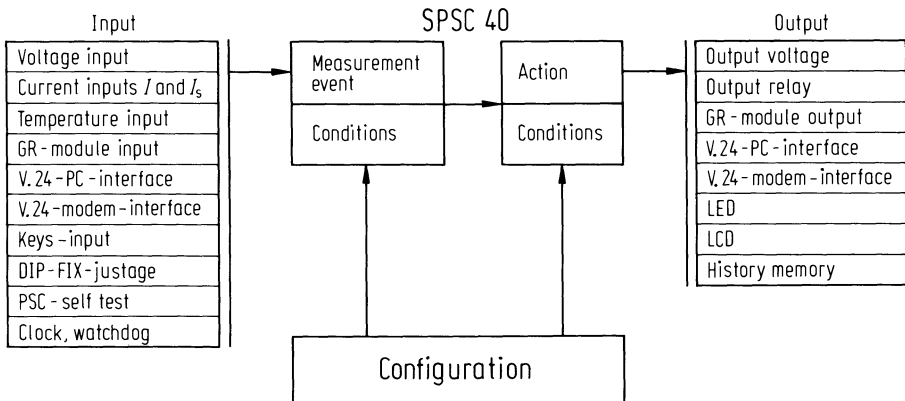 Input
SPSC 40
Output
Voltage input
Current inputs I and Is
Temperature input
GR-module input
V.24-PC-interface
V.24-modem-interface
Keys-input
DIP-FIX-justage
PSC-self test
Clock, watchdog
Measurement
event
Conditions
Action
Conditions
Output voltage
Output relay
GR-module output
V.24-PC-interface
V.24-modem-interface
LED
LCD
History memory
Configuration